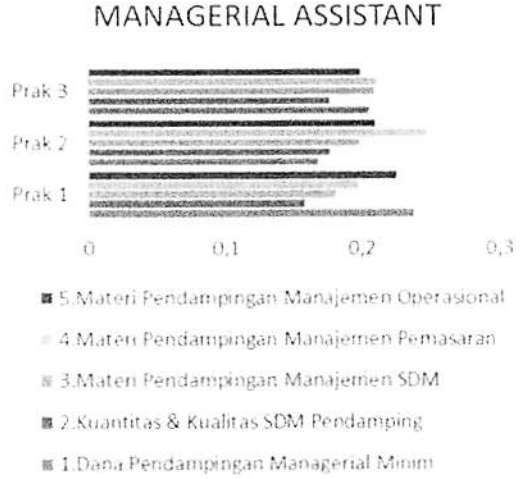 MANAGERIAL ASSISTANT
Prak 3
Prak 2
Prak 1
0 0,1 0,2 0,3
5.Materi Pendampingan Manajemen Operasional
4.Materi Pendampingan Manajemen Pemasaran
3.Materi Pendampingan Manajemen SDM
2.Kuantitas & Kualitas SDM Pendamping
1.Dana Pendampingan Managerial Minim